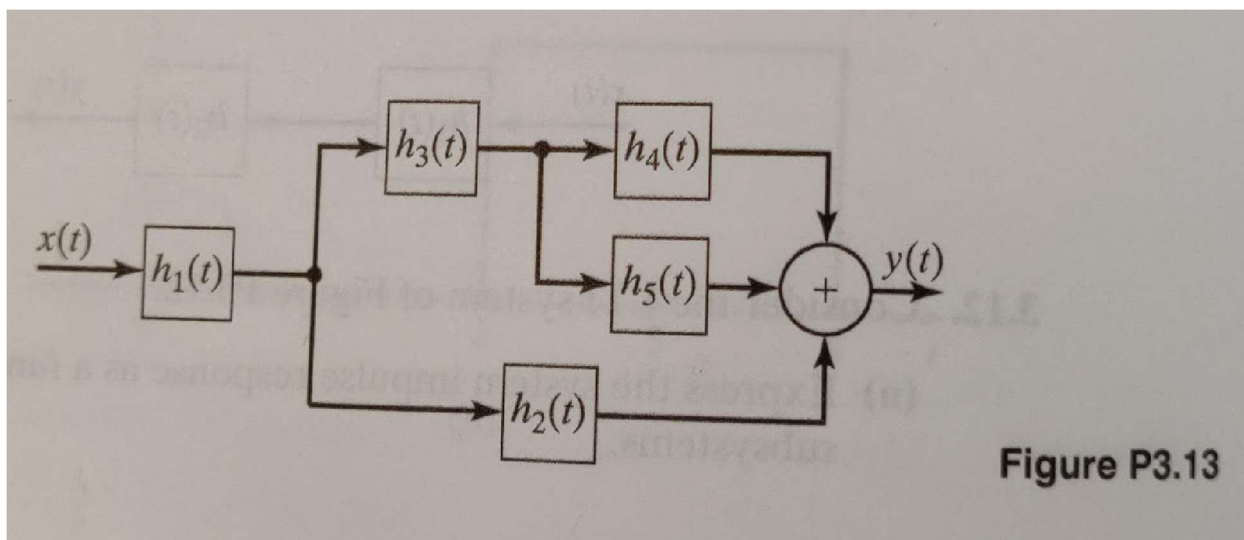 h₃(t)
h₄(t)
x(t)
h₁(t)
h₅(t)
+
y(t)
h₂(t)
Figure P3.13